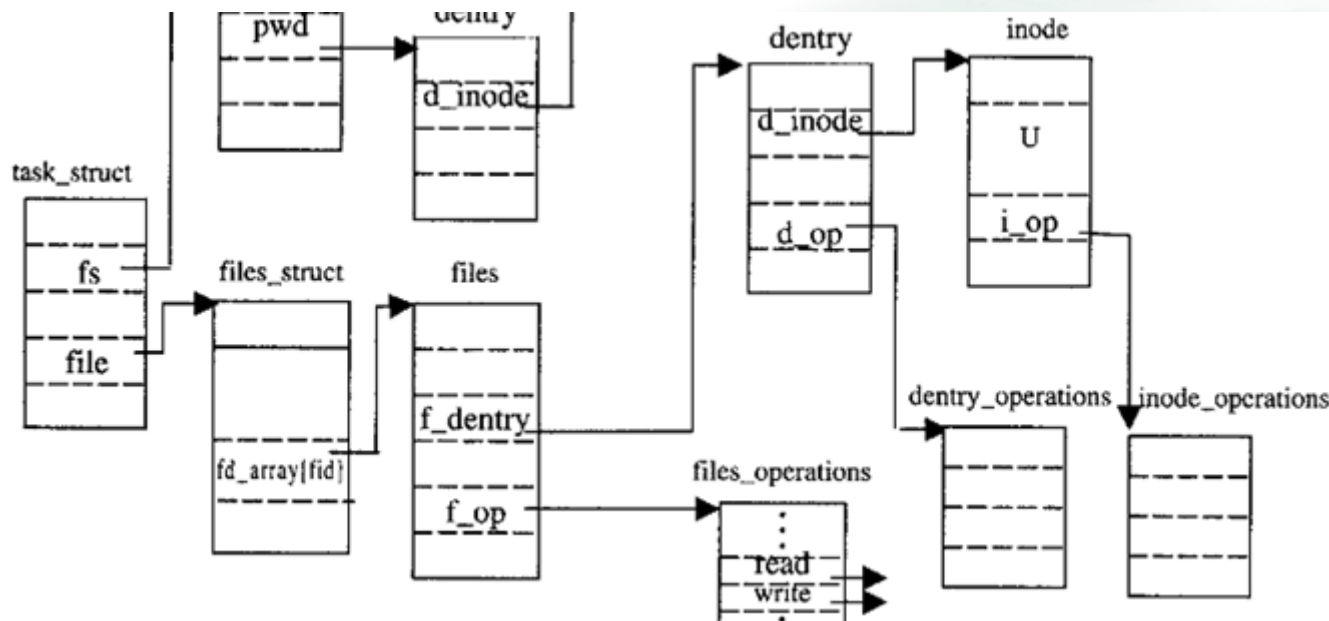 pwd
dentry
d_inode
task_struct
fs
file
files_struct
fd_array[fid]
files
f_dentry
f_op
dentry
d_inode
d_op
inode
U
i_op
dentry_operations
inode_operations
files_operations
read
write